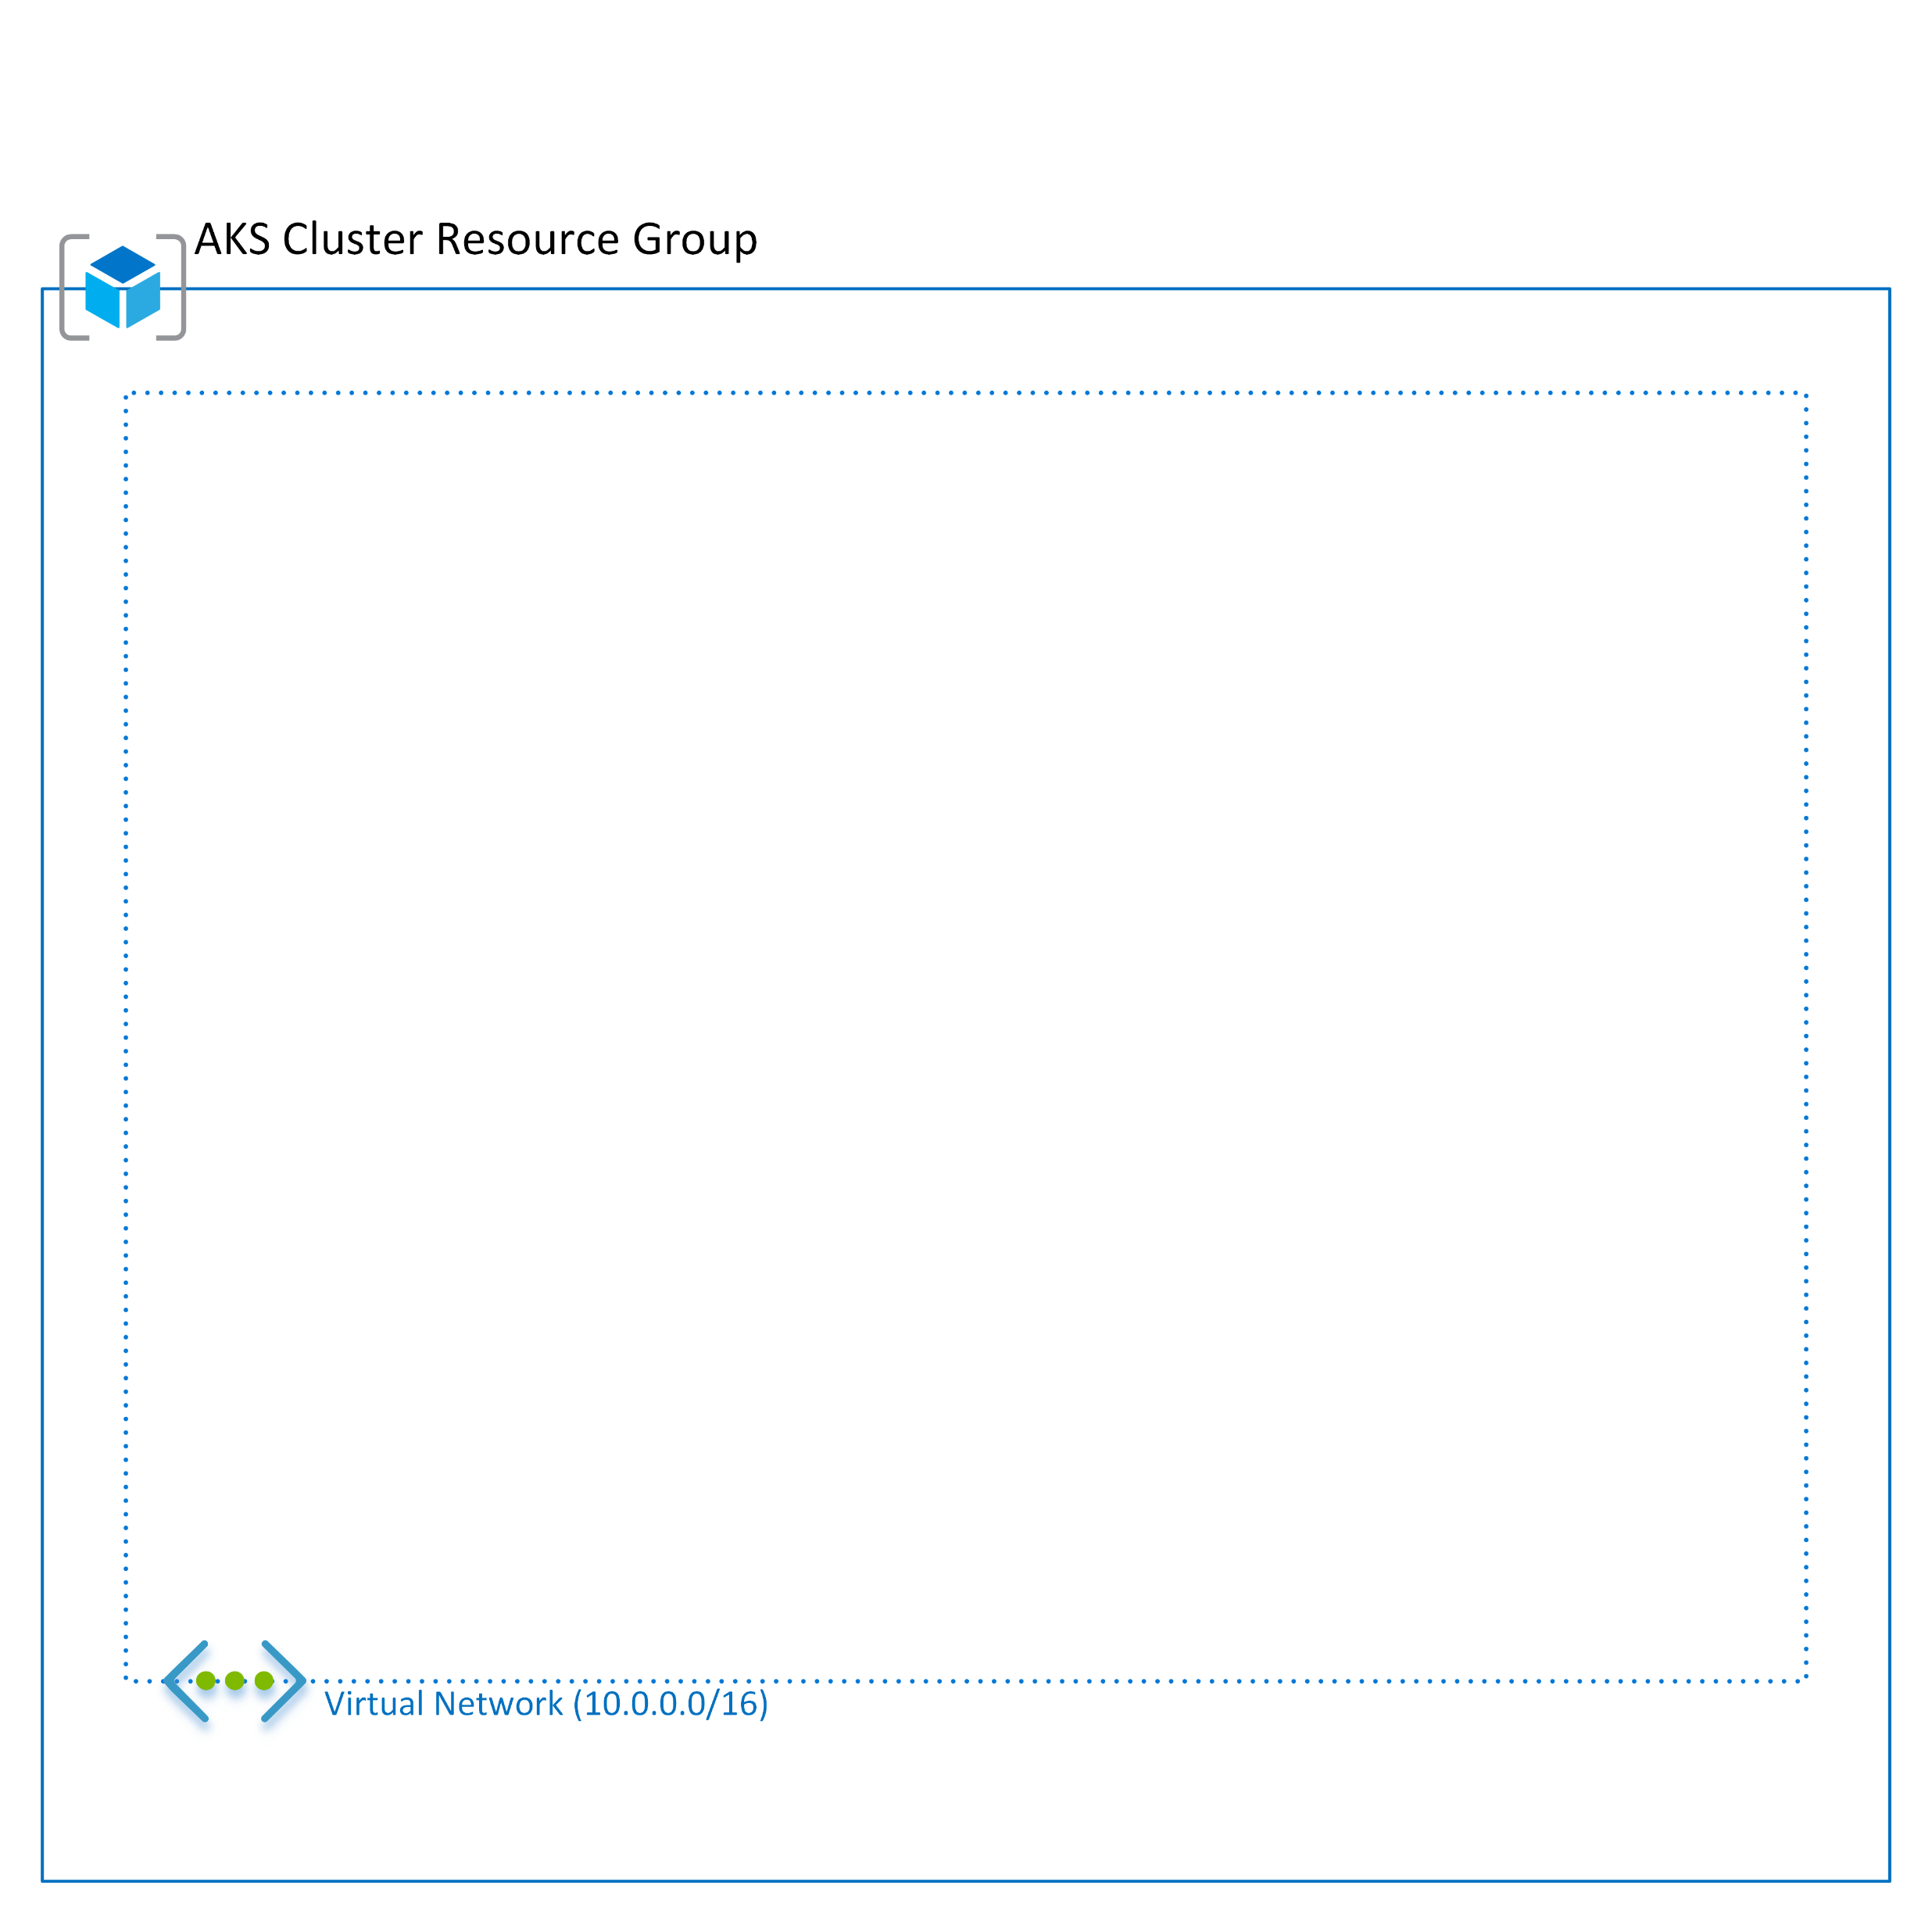 AKS Cluster Resource Group
Virtual Network (10.0.0.0/16)